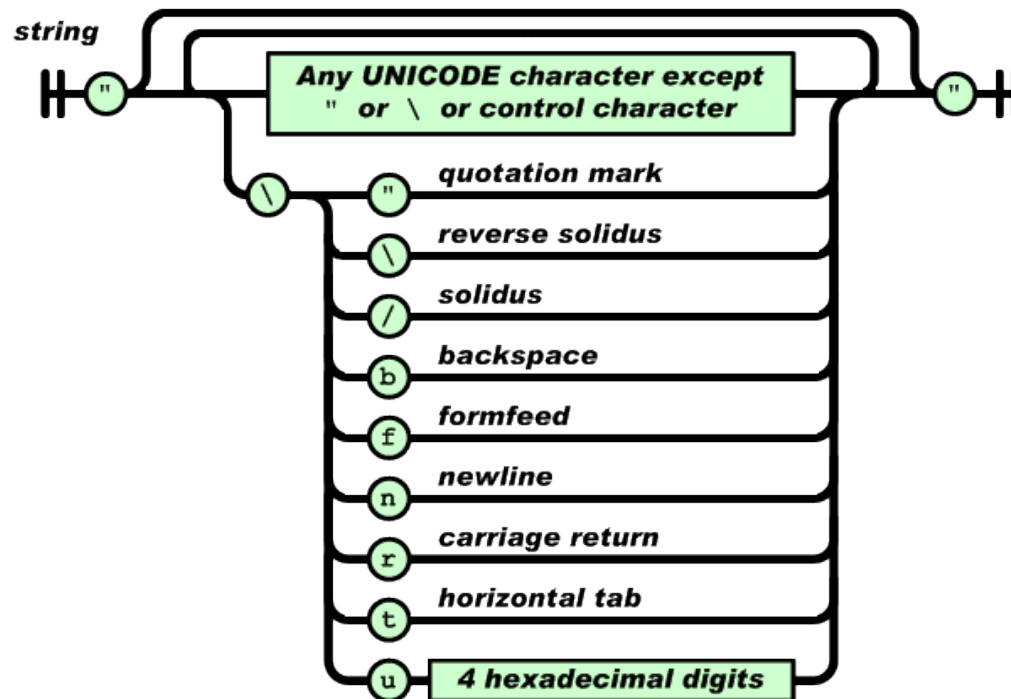 string
"
Any UNICODE character except
" or \ or control character
"
\
" quotation mark
\ reverse solidus
/ solidus
b backspace
f formfeed
n newline
r carriage return
t horizontal tab
u 4 hexadecimal digits